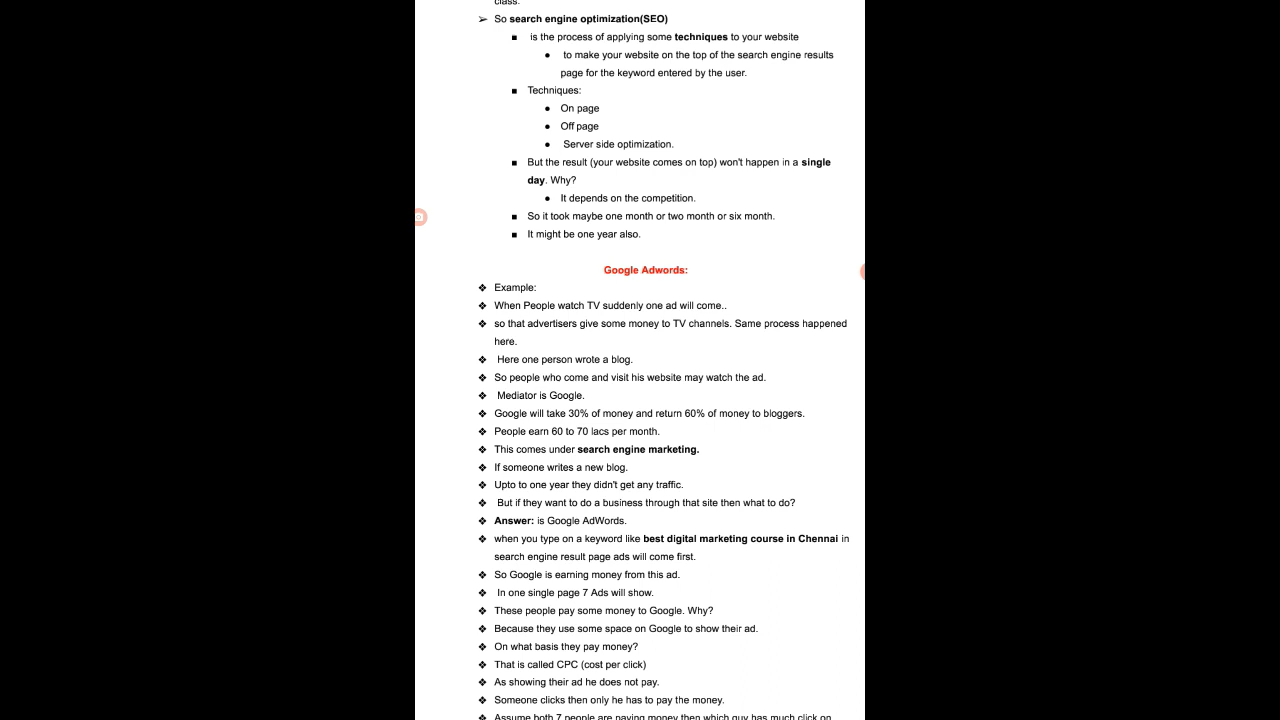 class.
➢ So search engine optimization(SEO)
■ is the process of applying some techniques to your website
● to make your website on the top of the search engine results
page for the keyword entered by the user.
■ Techniques:
● On page
● Off page
● Server side optimization.
■ But the result (your website comes on top) won't happen in a single
day. Why?
● It depends on the competition.
■ So it took maybe one month or two month or six month.
■ It might be one year also.
Google Adwords:
❖ Example:
❖ When People watch TV suddenly one ad will come..
❖ so that advertisers give some money to TV channels. Same process happened
here.
❖ Here one person wrote a blog.
❖ So people who come and visit his website may watch the ad.
❖ Mediator is Google.
❖ Google will take 30% of money and return 60% of money to bloggers.
❖ People earn 60 to 70 lacs per month.
❖ This comes under search engine marketing.
❖ If someone writes a new blog.
❖ Upto to one year they didn't get any traffic.
❖ But if they want to do a business through that site then what to do?
❖ Answer: is Google AdWords.
❖ when you type on a keyword like best digital marketing course in Chennai in
search engine result page ads will come first.
❖ So Google is earning money from this ad.
❖ In one single page 7 Ads will show.
❖ These people pay some money to Google. Why?
❖ Because they use some space on Google to show their ad.
❖ On what basis they pay money?
❖ That is called CPC (cost per click)
❖ As showing their ad he does not pay.
❖ Someone clicks then only he has to pay the money.
❖ Assume both 7 people are paying money then which guy has much click on